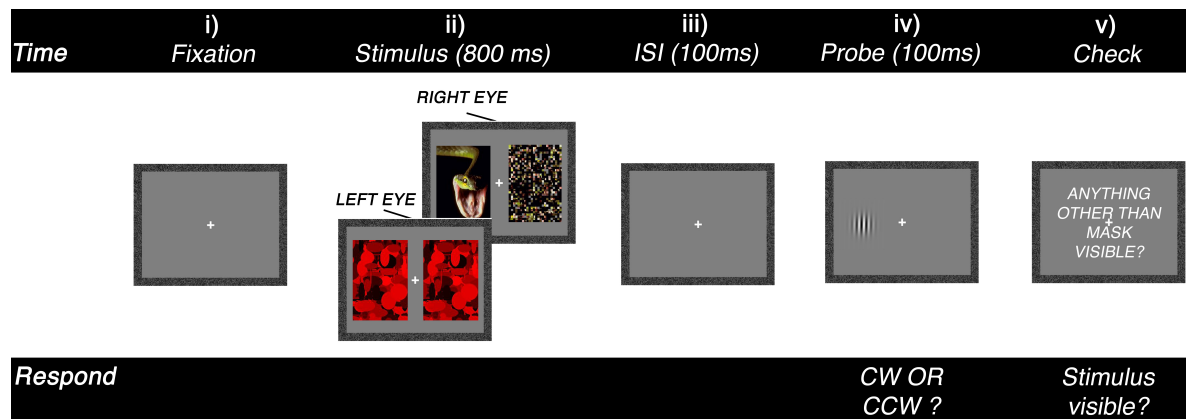 i) ii) iii) iv) v)
Time Fixation Stimulus (800 ms) ISI (100ms) Probe (100ms) Check
RIGHT EYE
LEFT EYE
ANYTHING
OTHER THAN
MASK
VISIBLE?
Respond CW OR Stimulus
CCW ? visible?